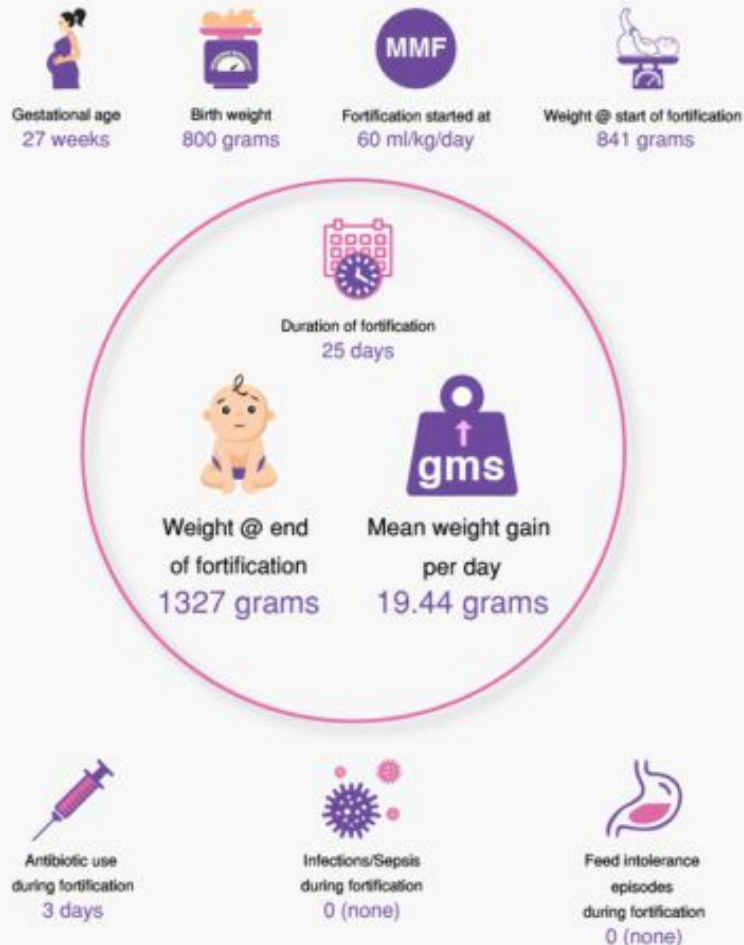 MMF
Gestational age
27 weeks
Birth weight
800 grams
Fortification started at
60 ml/kg/day
Weight @ start of fortification
841 grams
Duration of fortification
25 days
gms
Weight @ end
of fortification
1327 grams
Mean weight gain
per day
19.44 grams
Antibiotic use
during fortification
3 days
Infections/Sepsis
during fortification
0 (none)
Feed intolerance
episodes
during fortification
0 (none)